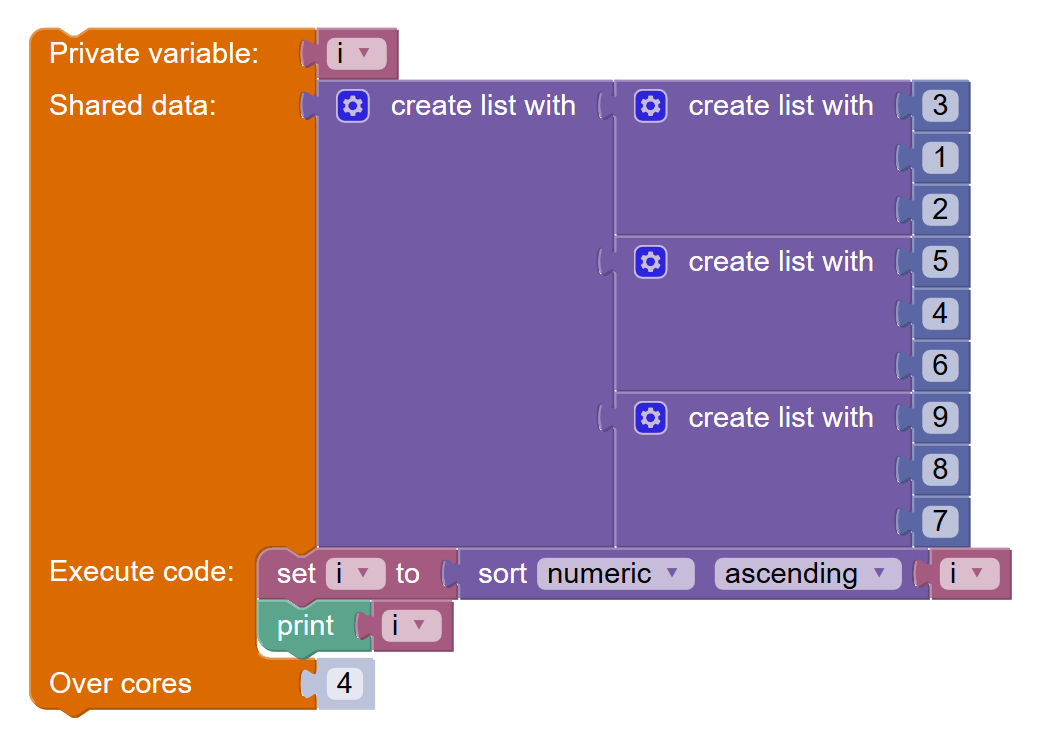 Private variable: i
Shared data: create list with create list with 3
1
2
create list with 5
4
6
create list with 9
8
7
Execute code: set i to sort numeric ascending i
print i
Over cores 4